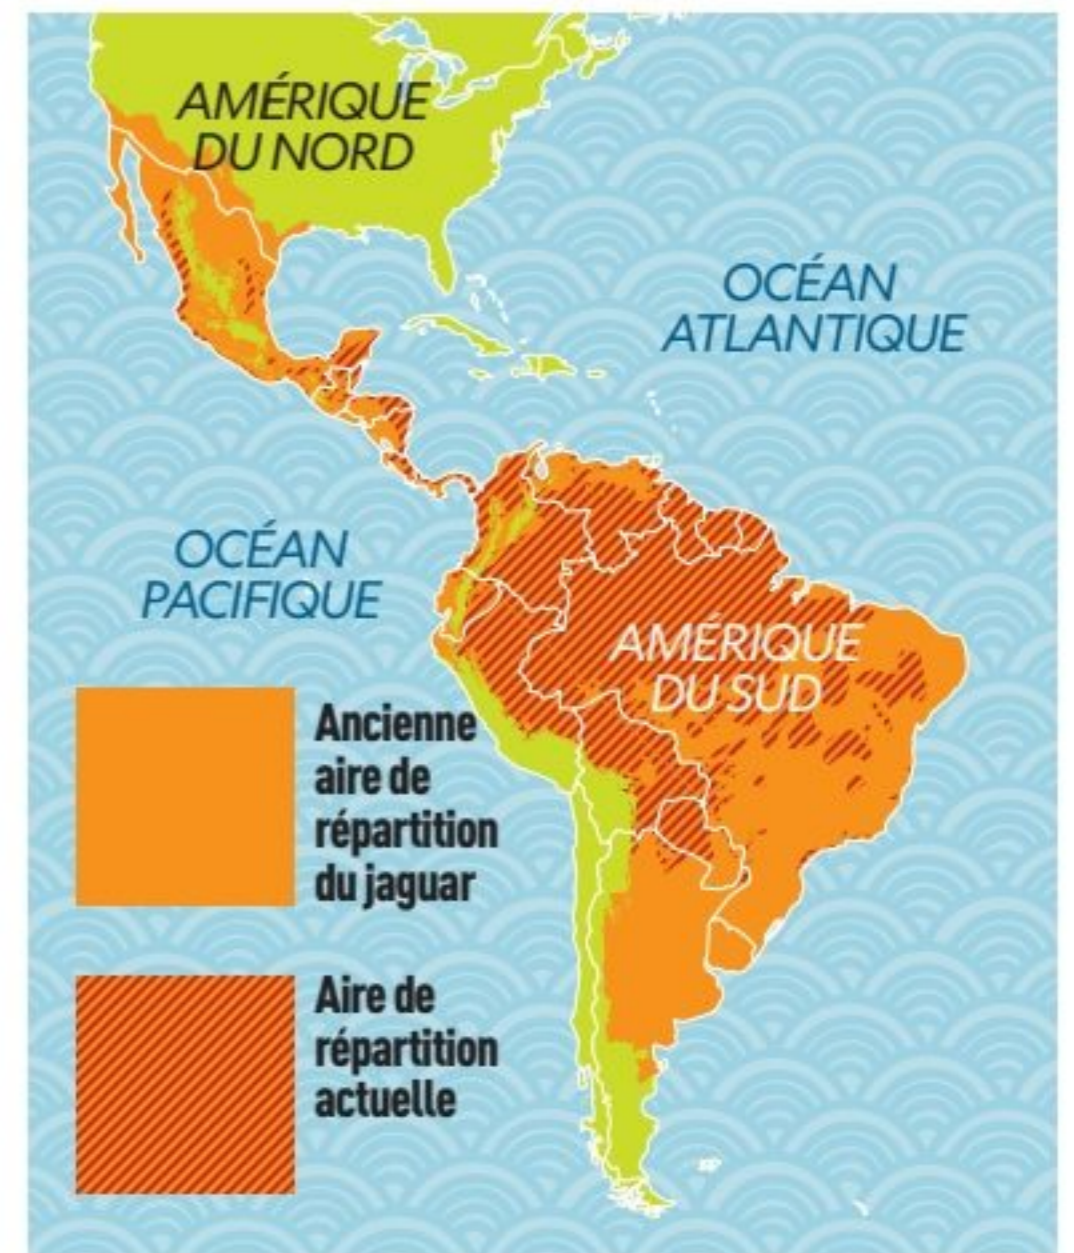 AMÉRIQUE
DU NORD
OCÉAN
ATLANTIQUE
OCÉAN
PACIFIQUE
AMÉRIQUE
DU SUD
Ancienne
aire de
répartition
du jaguar
Aire de
répartition
actuelle